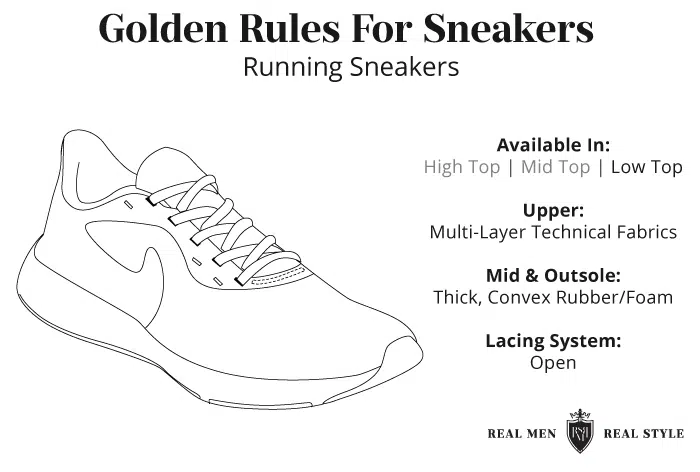 Golden Rules For Sneakers
Running Sneakers
Available In:
High Top | Mid Top | Low Top
Upper:
Multi-Layer Technical Fabrics
Mid & Outsole:
Thick, Convex Rubber/Foam
Lacing System:
Open
REAL MEN REAL STYLE